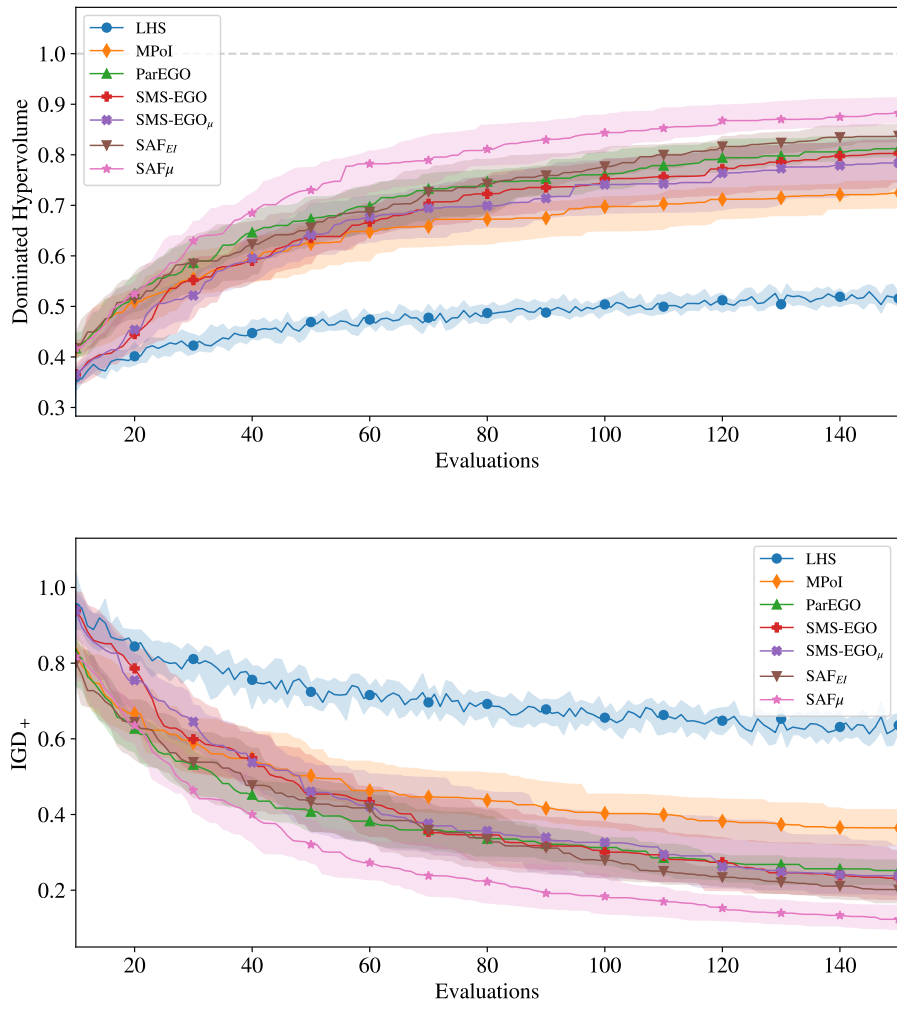 1.0
0.9
0.8
0.7
0.6
0.5
0.4
0.3
Dominated Hypervolume
LHS
MPoI
ParEGO
SMS-EGO
SMS-EGOμ
SAFEI
SAFμ
20 40 60 80 100 120 140
Evaluations
1.0
0.8
0.6
0.4
0.2
IGD+
LHS
MPoI
ParEGO
SMS-EGO
SMS-EGOμ
SAFEI
SAFμ
20 40 60 80 100 120 140
Evaluations